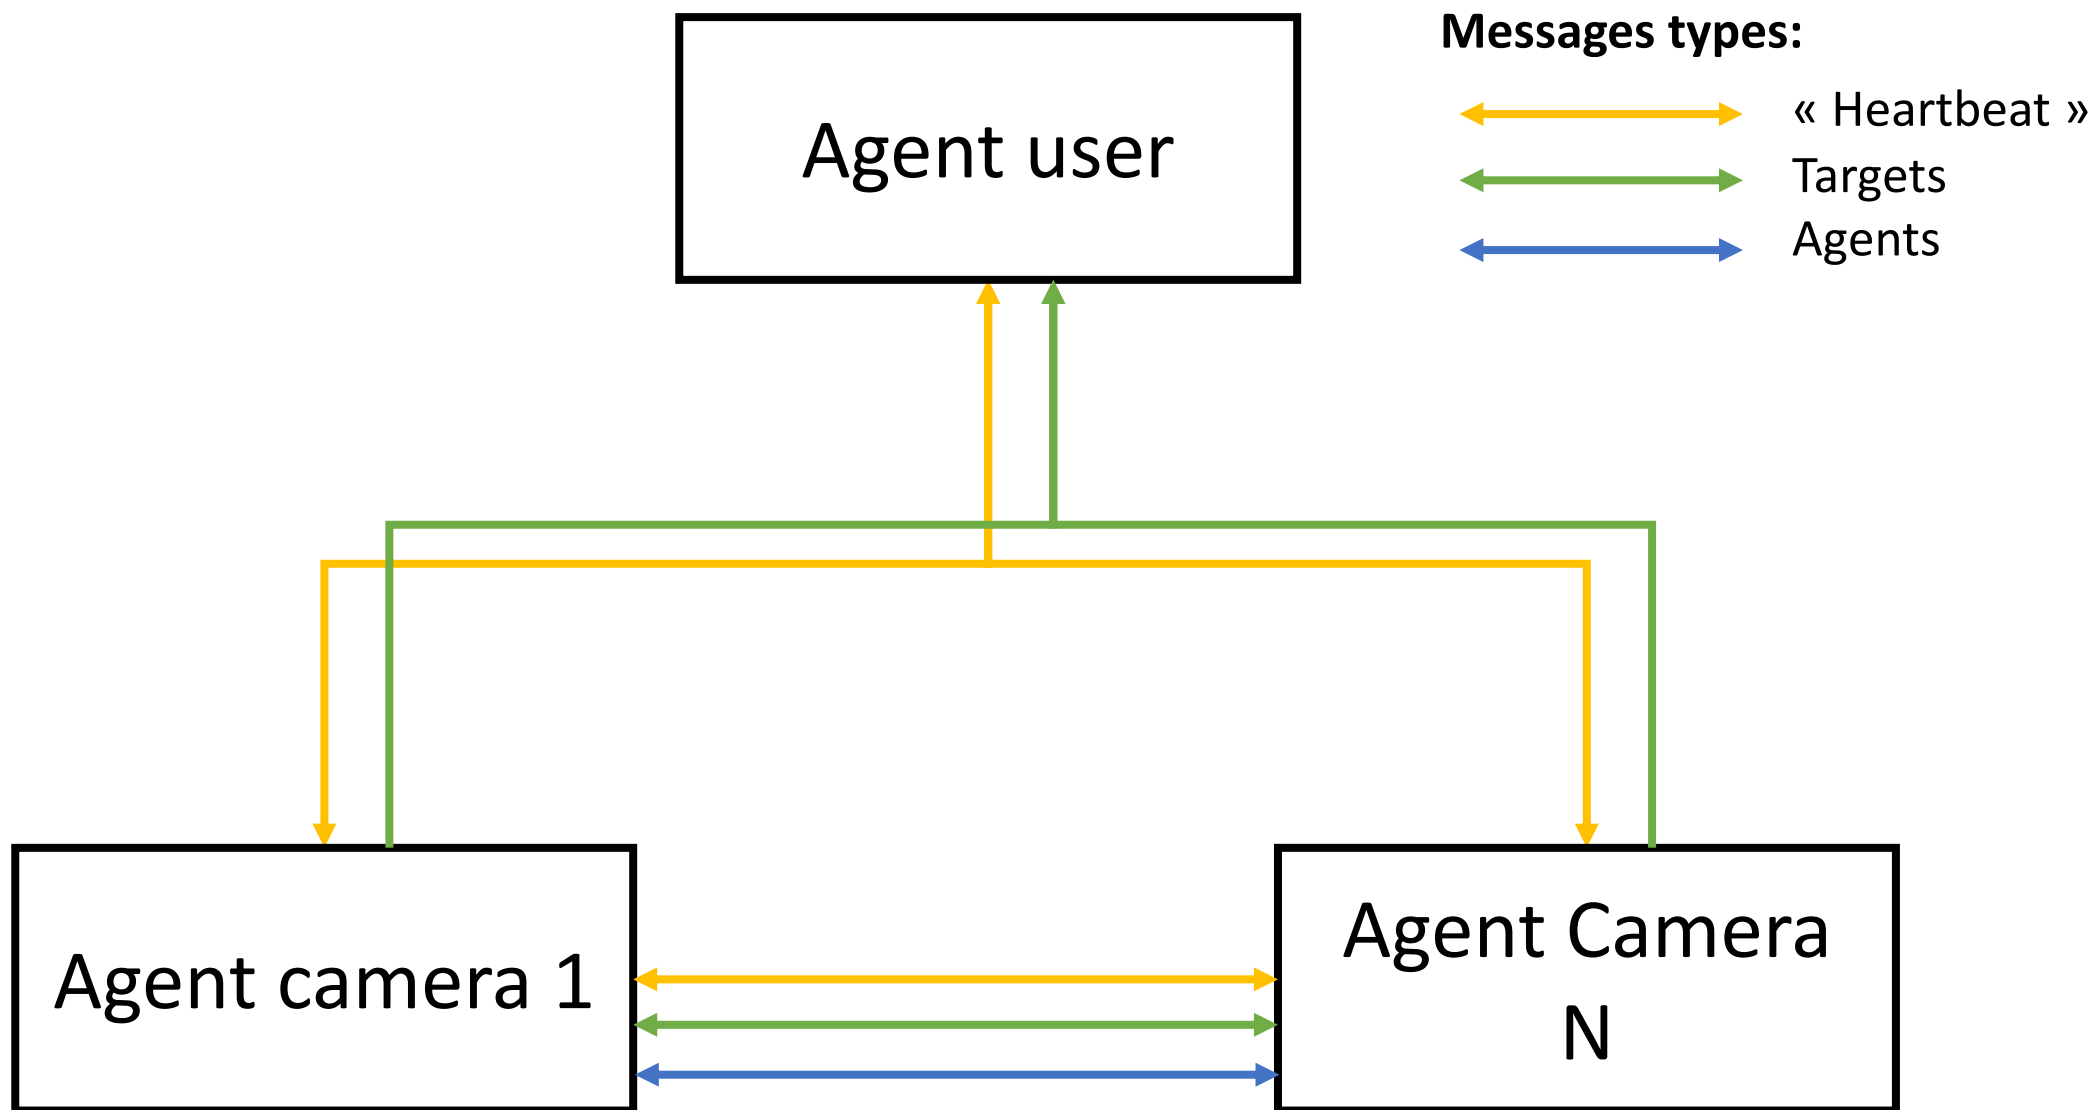 Agent user
Messages types:
« Heartbeat »
Targets
Agents
Agent camera 1
Agent Camera
N